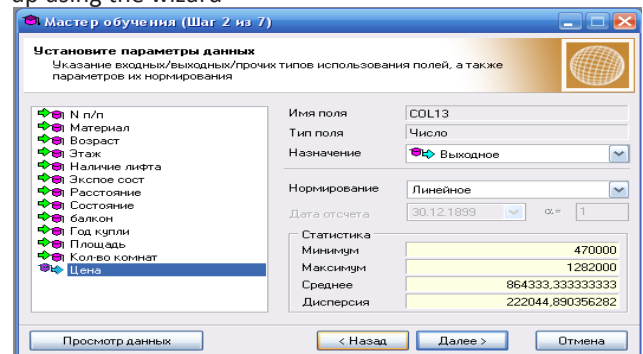 up using the wizard
Мастер обучения (Шаг 2 из 7)
Установите параметры данных
Указание входных/выходных/прочих типов использования полей, а также
параметров их нормирования
N п/п
Материал
Возраст
Этаж
Наличие лифта
Экспое сост
Расстояние
Состояние
балкон
Год купли
Площадь
Кол-во комнат
Цена
Имя поля COL13
Тип поля Число
Назначение Выходное
Нормирование Линейное
Дата отсчета 30.12.1899 α= 1
Статистика
Минимум 470000
Максимум 1282000
Среднее 864333,333333333
Дисперсия 222044,890356282
Просмотр данных < Назад Далее > Отмена